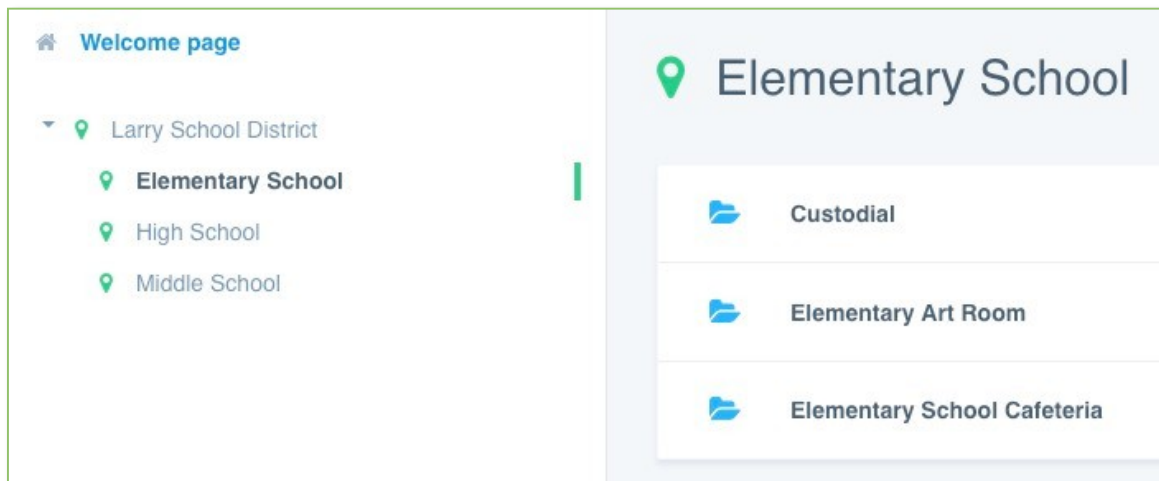 Welcome page
Larry School District
Elementary School
High School
Middle School
Elementary School
Custodial
Elementary Art Room
Elementary School Cafeteria